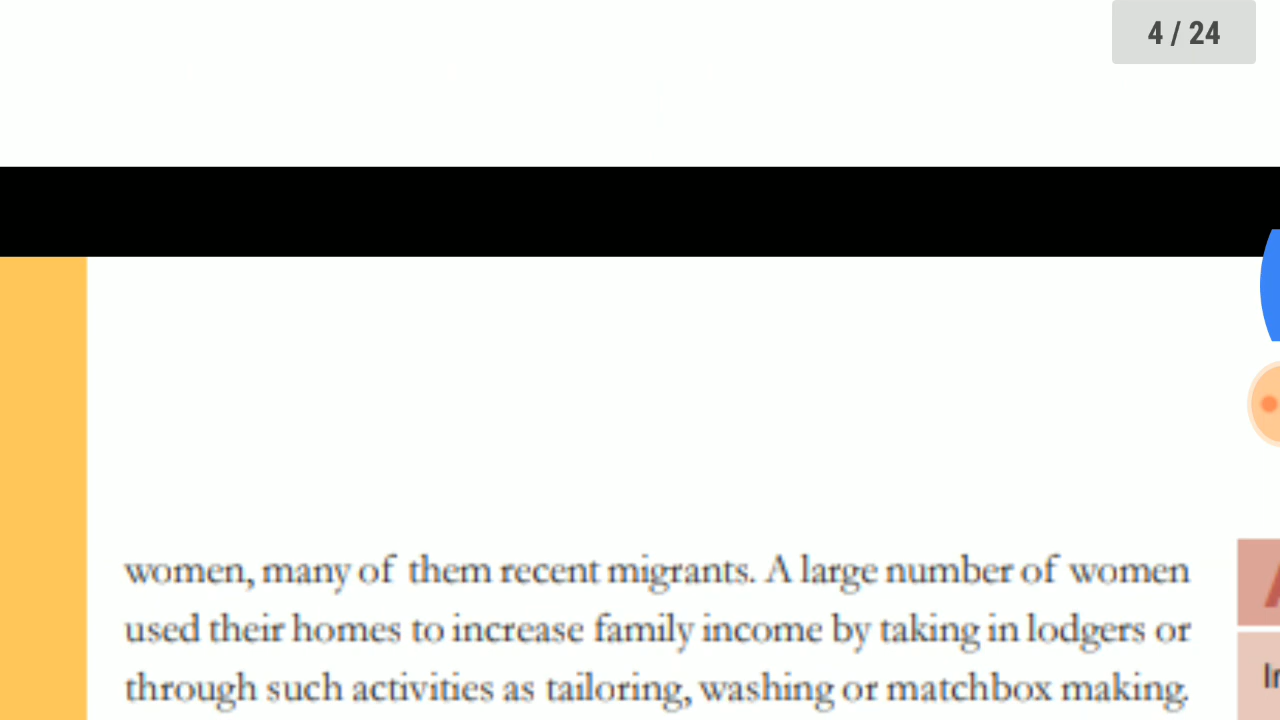 4 / 24
women, many of them recent migrants. A large number of women
used their homes to increase family income by taking in lodgers or
through such activities as tailoring, washing or matchbox making.